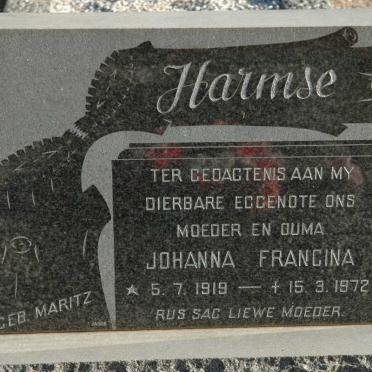 Harmse
TER GEDACTENIS AAN MY
DIERBARE EGGENOTE ONS
MOEDER EN OUMA
JOHANNA FRANCINA
★ 5.7.1919 — ✝ 15.3.1972
RUS SAG LIEWE MOEDER.
GEB. MARITZ